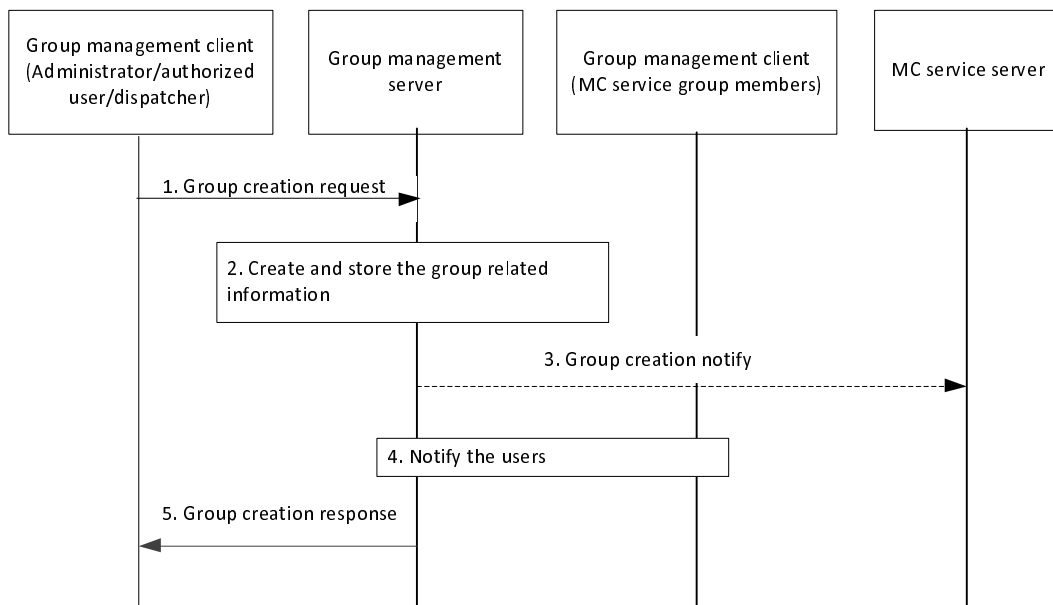 Group management client
(Administrator/authorized
user/dispatcher)
Group management
server
Group management client
(MC service group members)
MC service server
1. Group creation request
2. Create and store the group related
information
3. Group creation notify
4. Notify the users
5. Group creation response